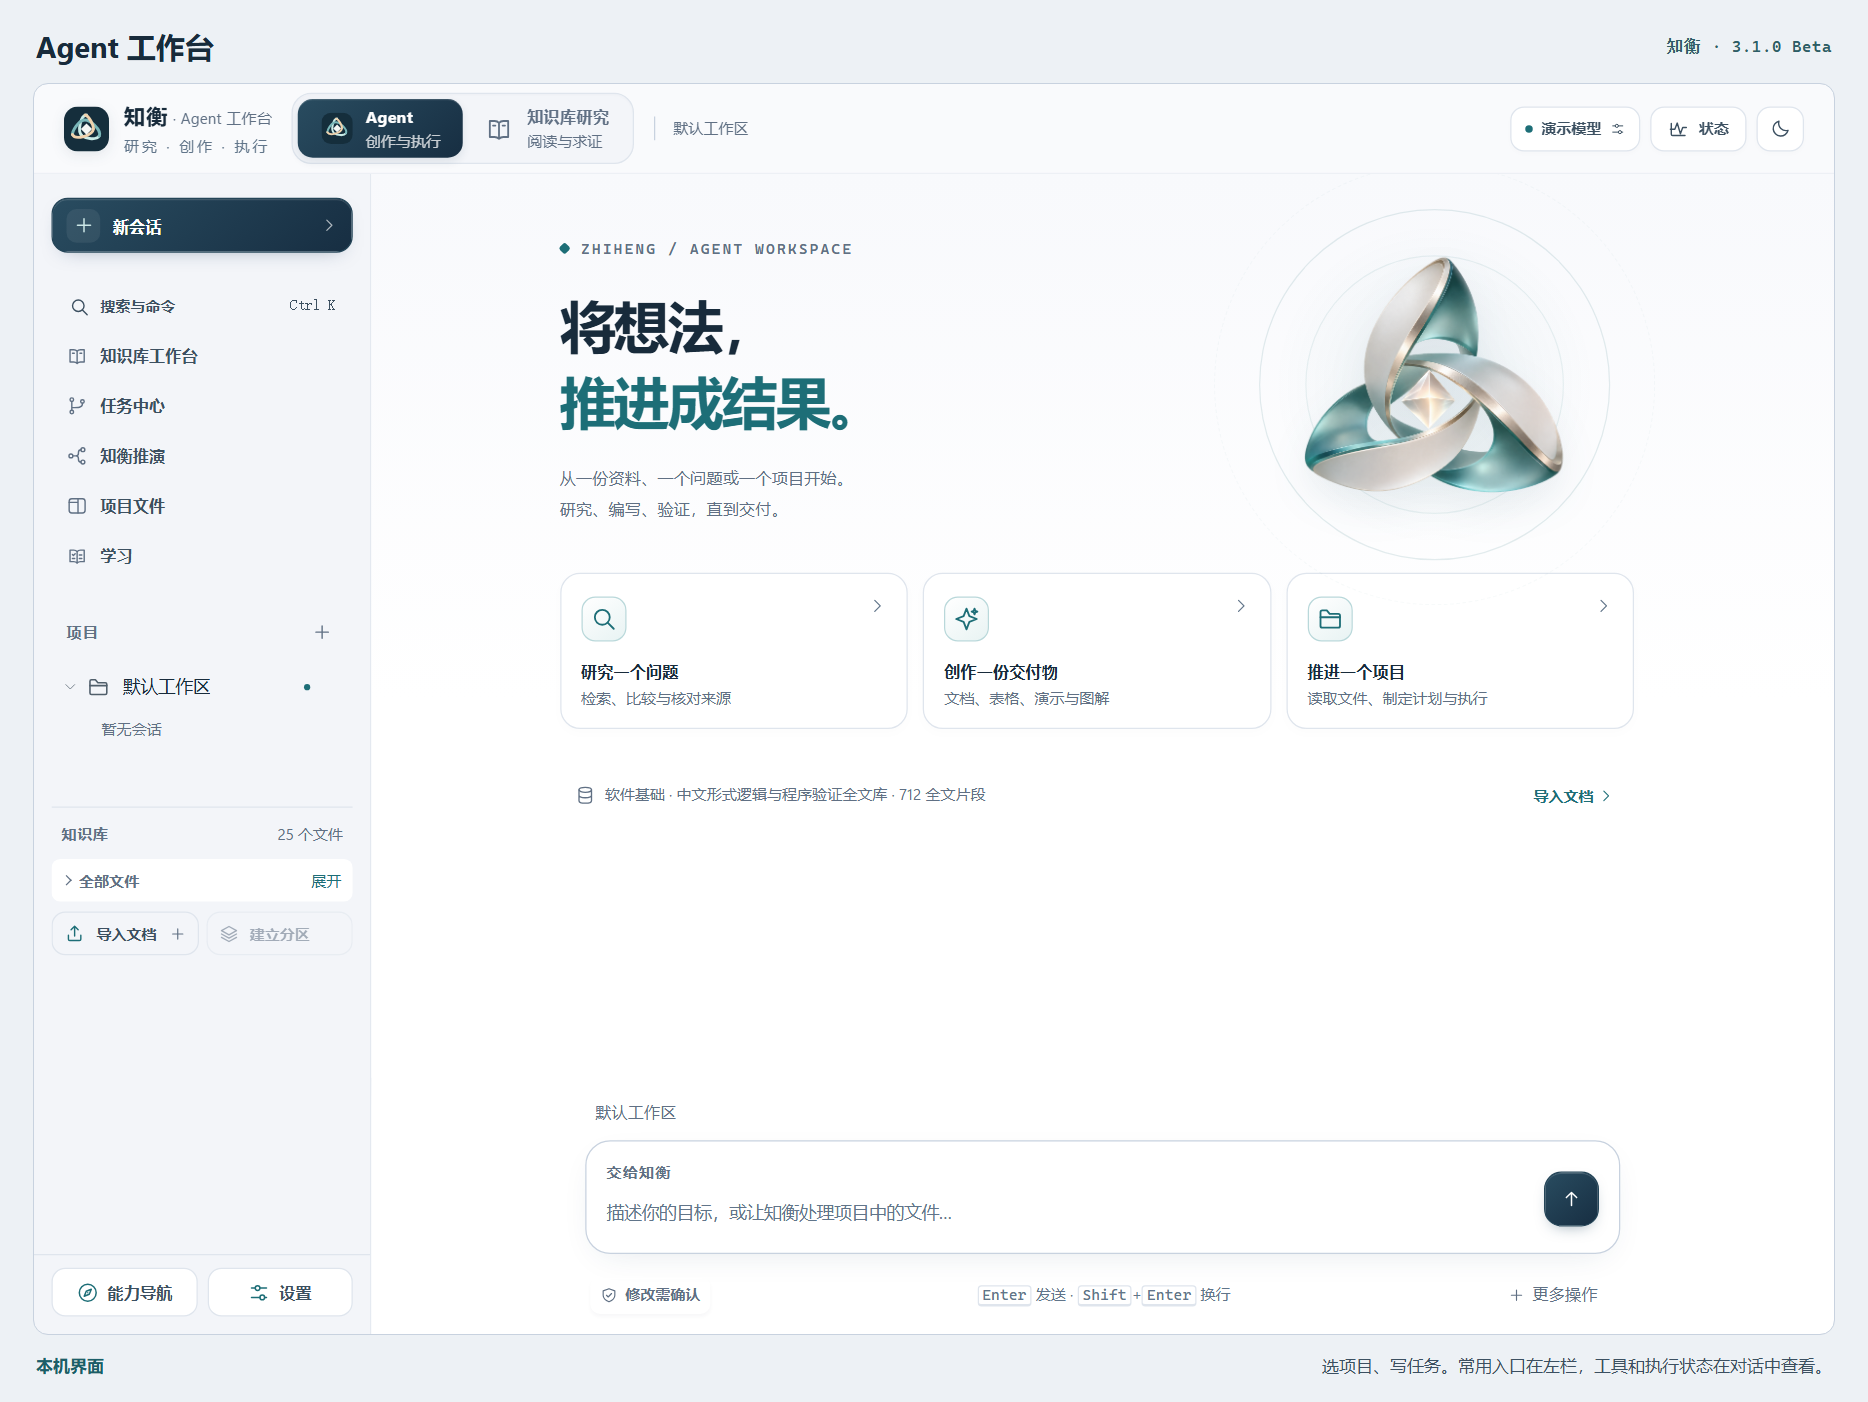 Agent 工作台
知衡 · 3.1.0 Beta
知衡 · Agent 工作台
研究 · 创作 · 执行
Agent
创作与执行
知识库研究
阅读与求证
默认工作区
演示模型
状态
新会话
搜索与命令 Ctrl K
知识库工作台
任务中心
知衡推演
项目文件
学习
项目
默认工作区
暂无会话
知识库 25 个文件
全部文件 展开
导入文档
建立分区
能力导航
设置
ZHIHENG / AGENT WORKSPACE
将想法，
推进成结果。
从一份资料、一个问题或一个项目开始。
研究、编写、验证，直到交付。
研究一个问题
检索、比较与核对来源
创作一份交付物
文档、表格、演示与图解
推进一个项目
读取文件、制定计划与执行
软件基础 · 中文形式逻辑与程序验证全文库 · 712 全文片段
导入文档
默认工作区
交给知衡
描述你的目标，或让知衡处理项目中的文件...
修改需确认
Enter 发送 · Shift + Enter 换行
更多操作
本机界面
选项目、写任务。常用入口在左栏，工具和执行状态在对话中查看。